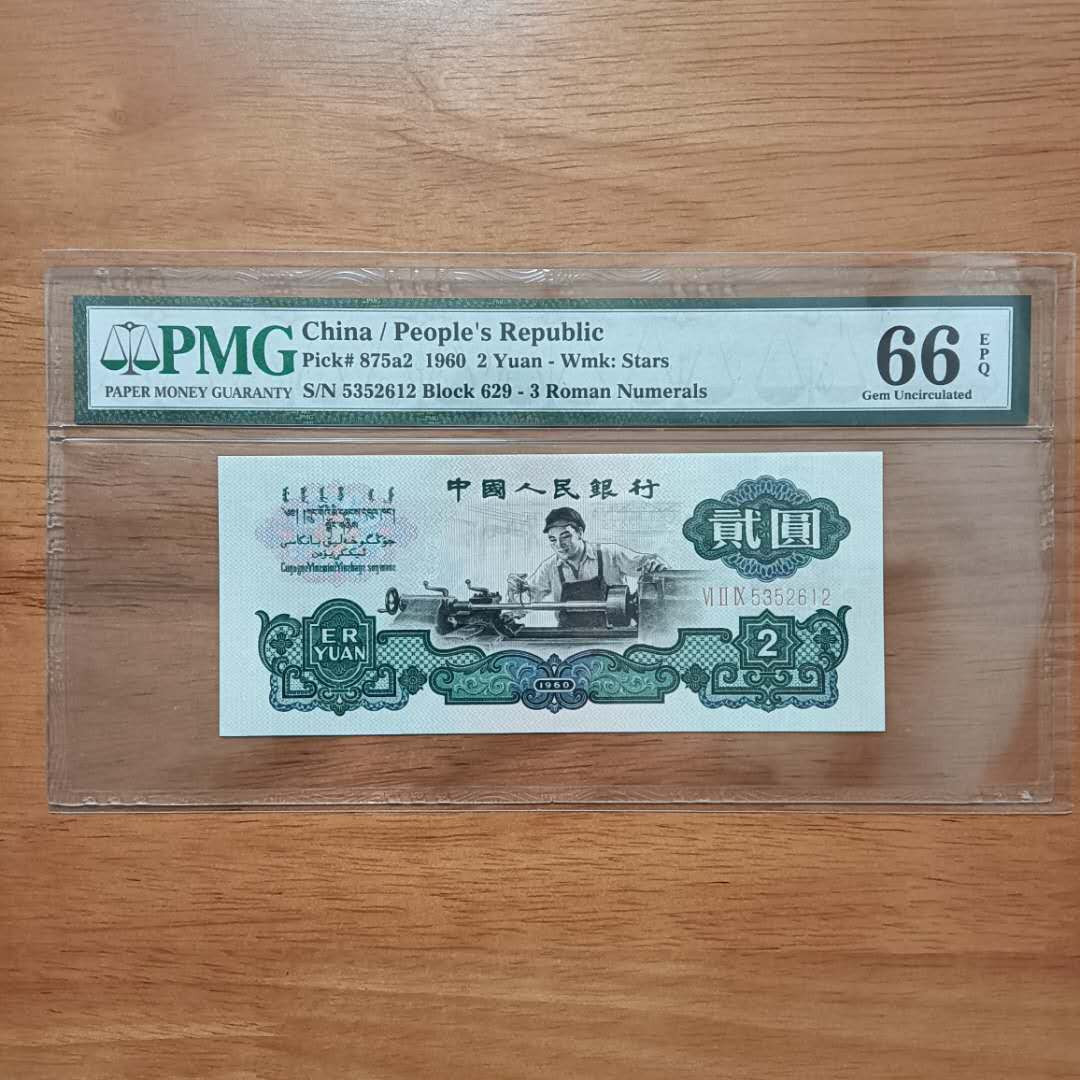 PMG
PAPER MONEY GUARANTY
China / People's Republic
Pick# 875a2 1960 2 Yuan - Wmk: Stars
S/N 5352612 Block 629 - 3 Roman Numerals
66 EPQ
Gem Uncirculated
中國人民銀行
貳圓
VI II IX 5352612
ER
YUAN
2
1960